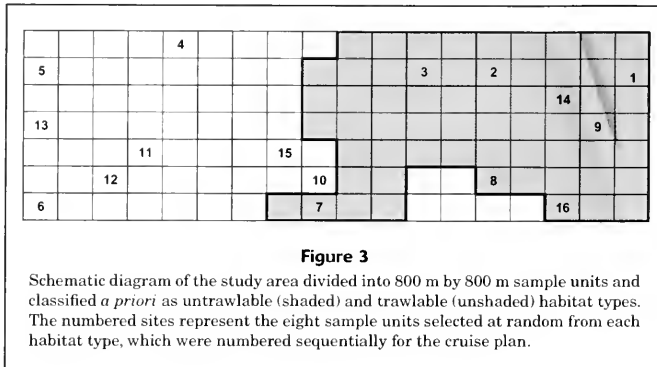 4
5 3 2 1
14
13 9
11 15
12 10 8
6 7 16
Figure 3
Schematic diagram of the study area divided into 800 m by 800 m sample units and
classified a priori as untrawlable (shaded) and trawlable (unshaded) habitat types.
The numbered sites represent the eight sample units selected at random from each
habitat type, which were numbered sequentially for the cruise plan.